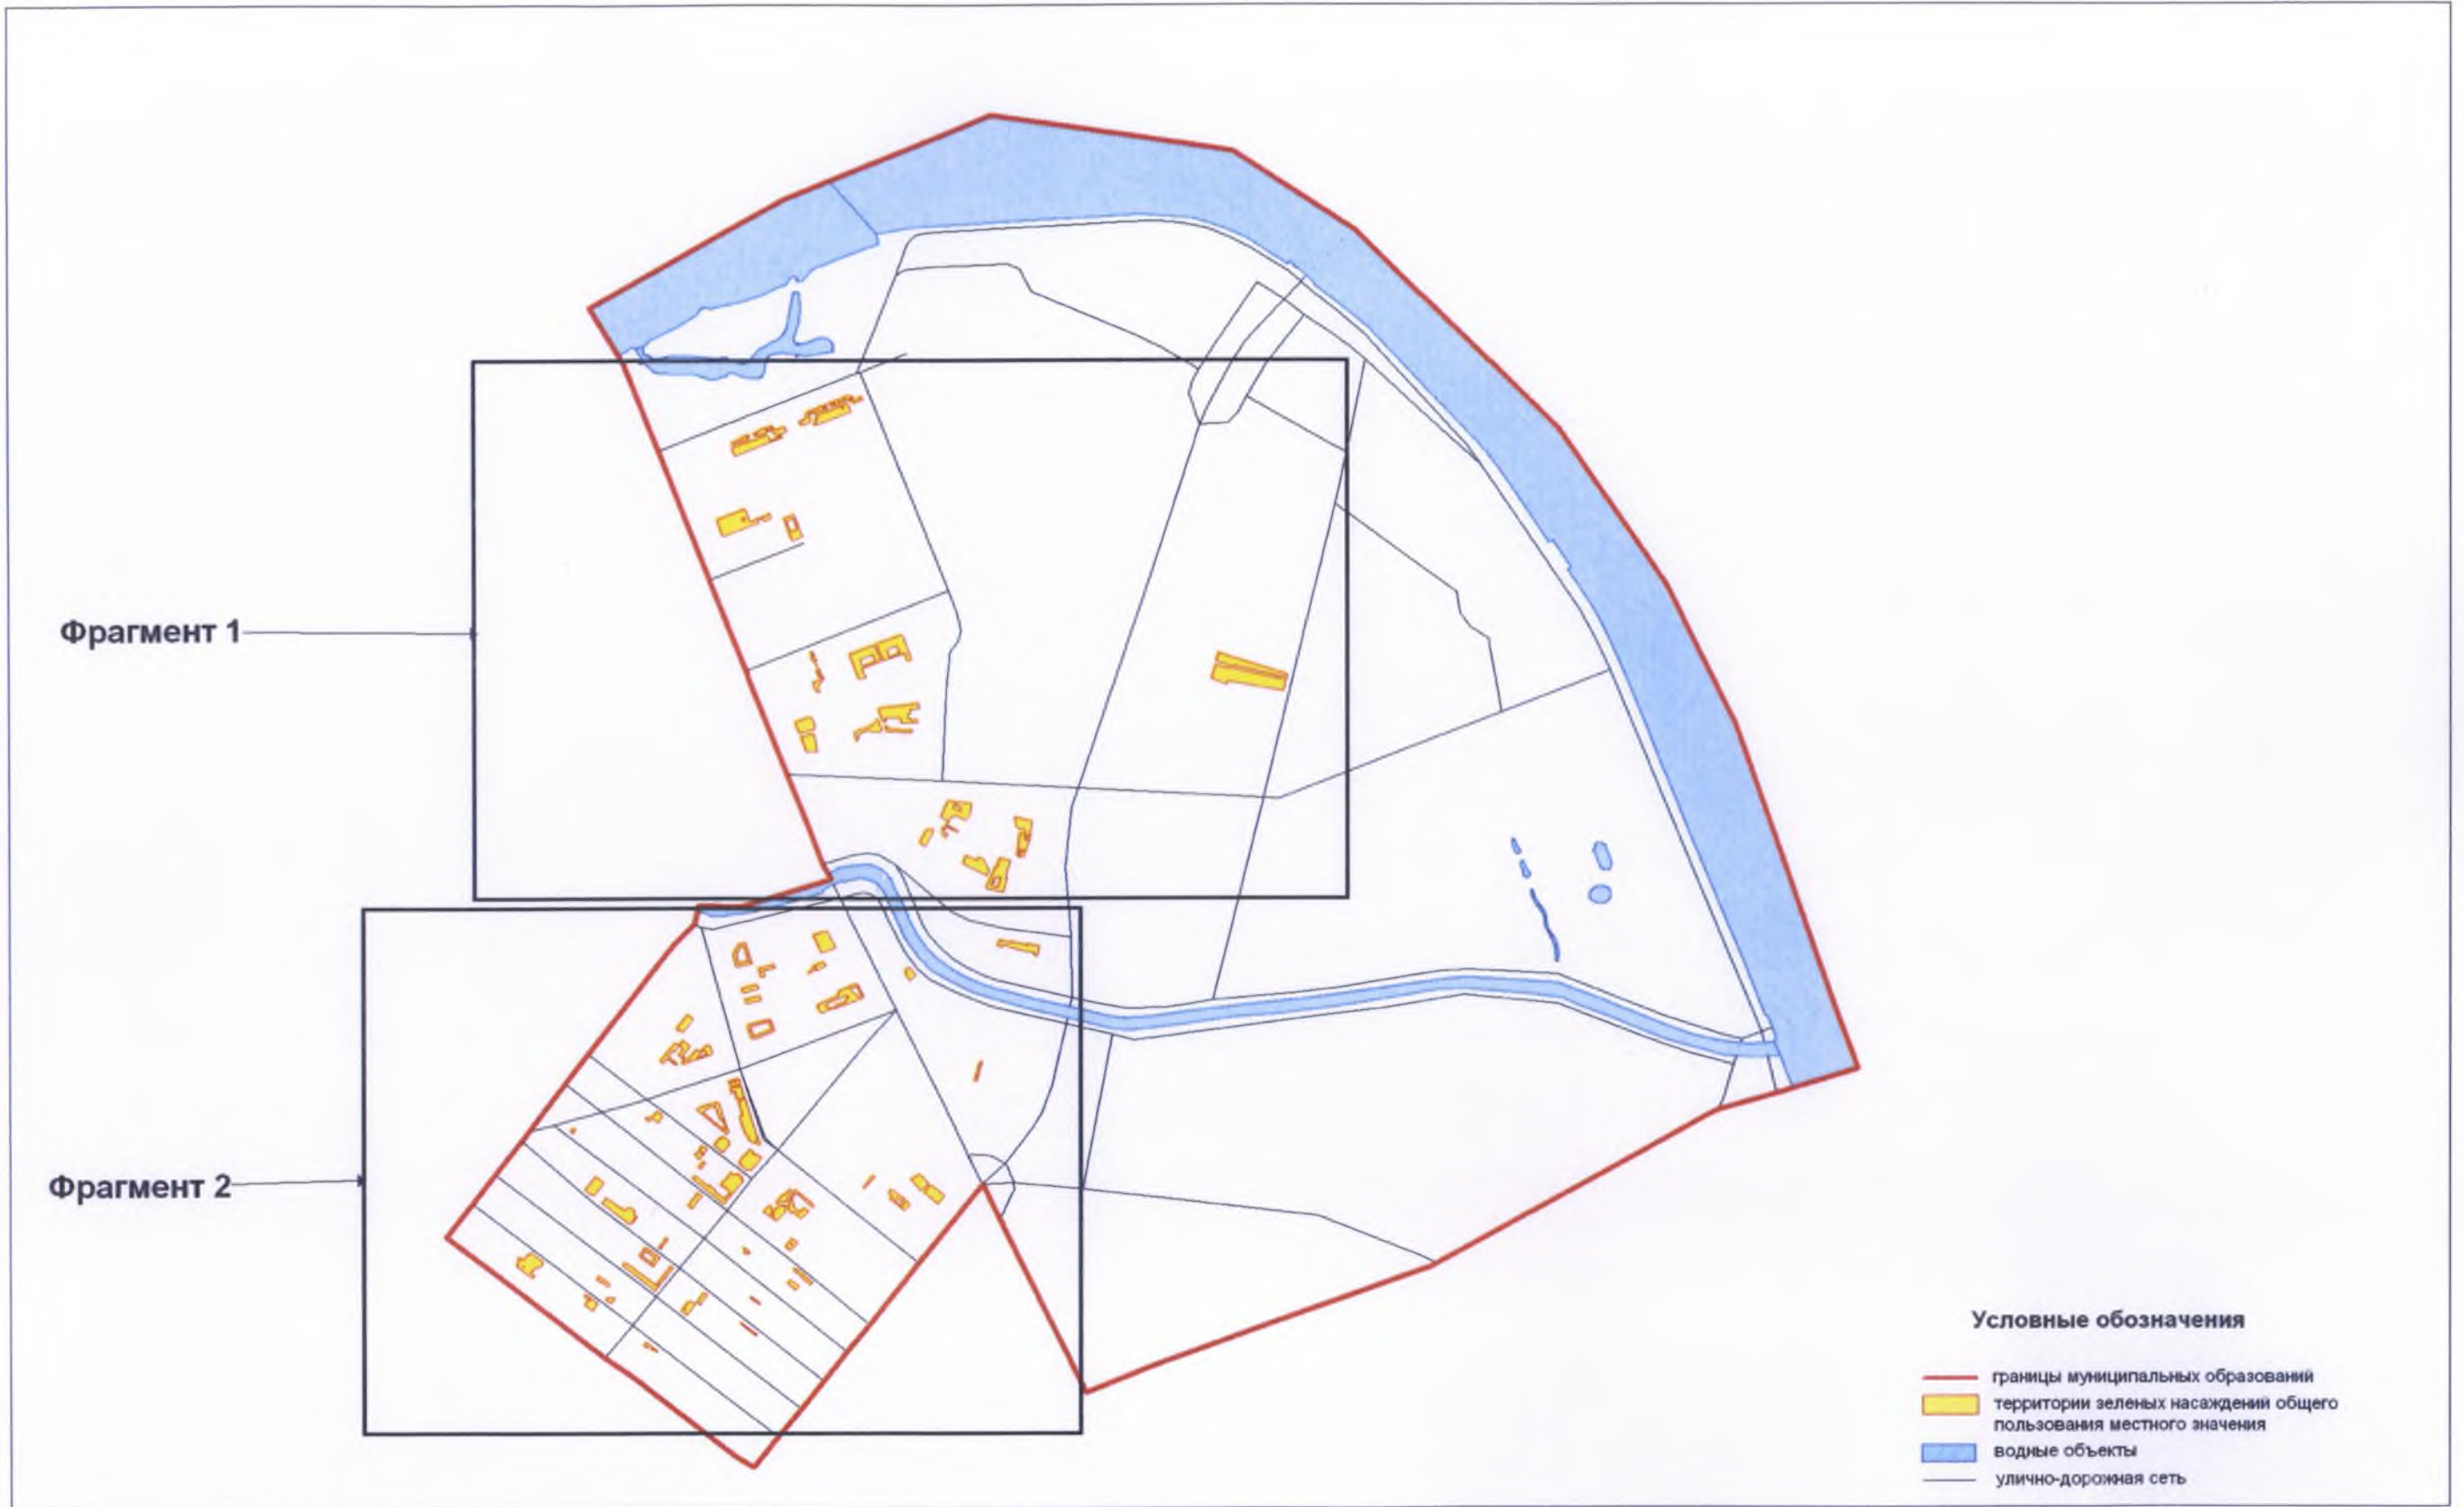 Фрагмент 1
Фрагмент 2
Условные обозначения
границы муниципальных образований
территории зеленых насаждений общего
пользования местного значения
водные объекты
улично-дорожная сеть